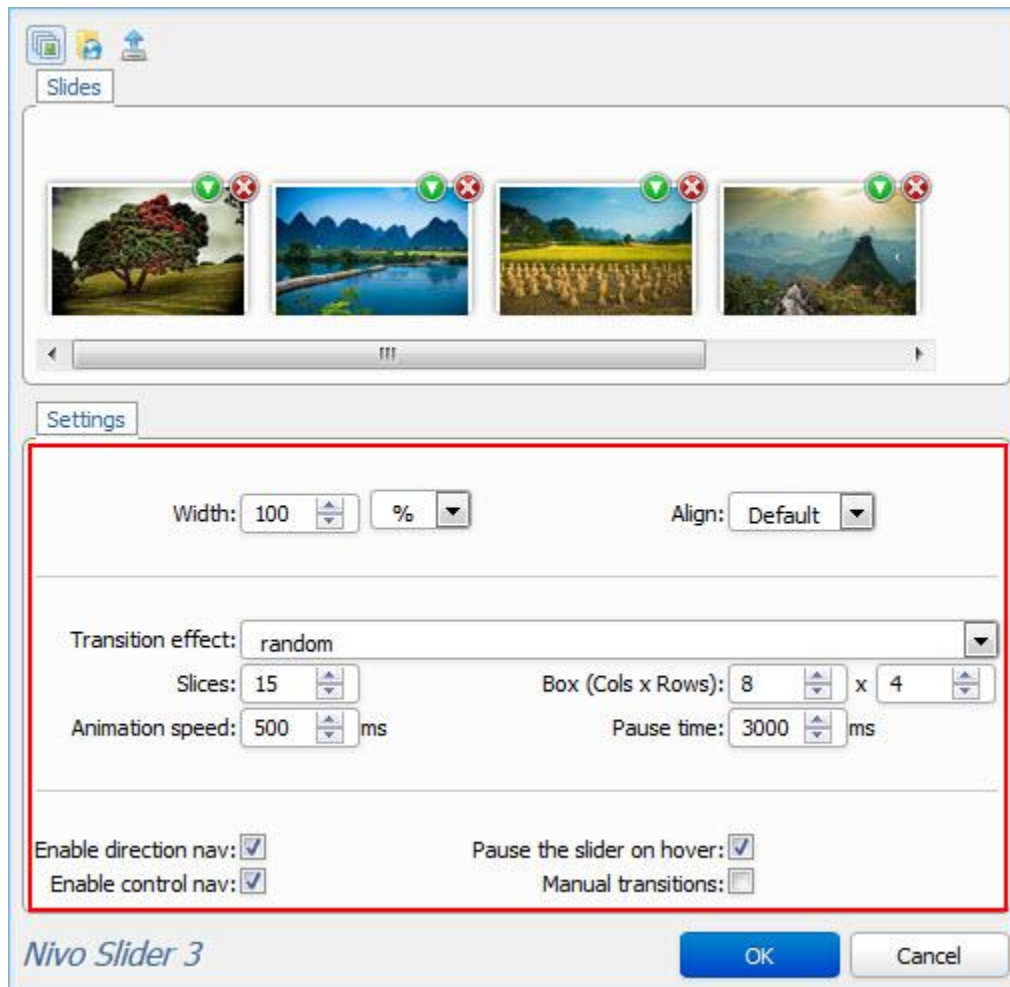 Slides
Settings
Width: 100 % Align: Default
Transition effect: random
Slices: 15 Box (Cols x Rows): 8 x 4
Animation speed: 500 ms Pause time: 3000 ms
Enable direction nav: Pause the slider on hover:
Enable control nav: Manual transitions:
Nivo Slider 3 OK Cancel